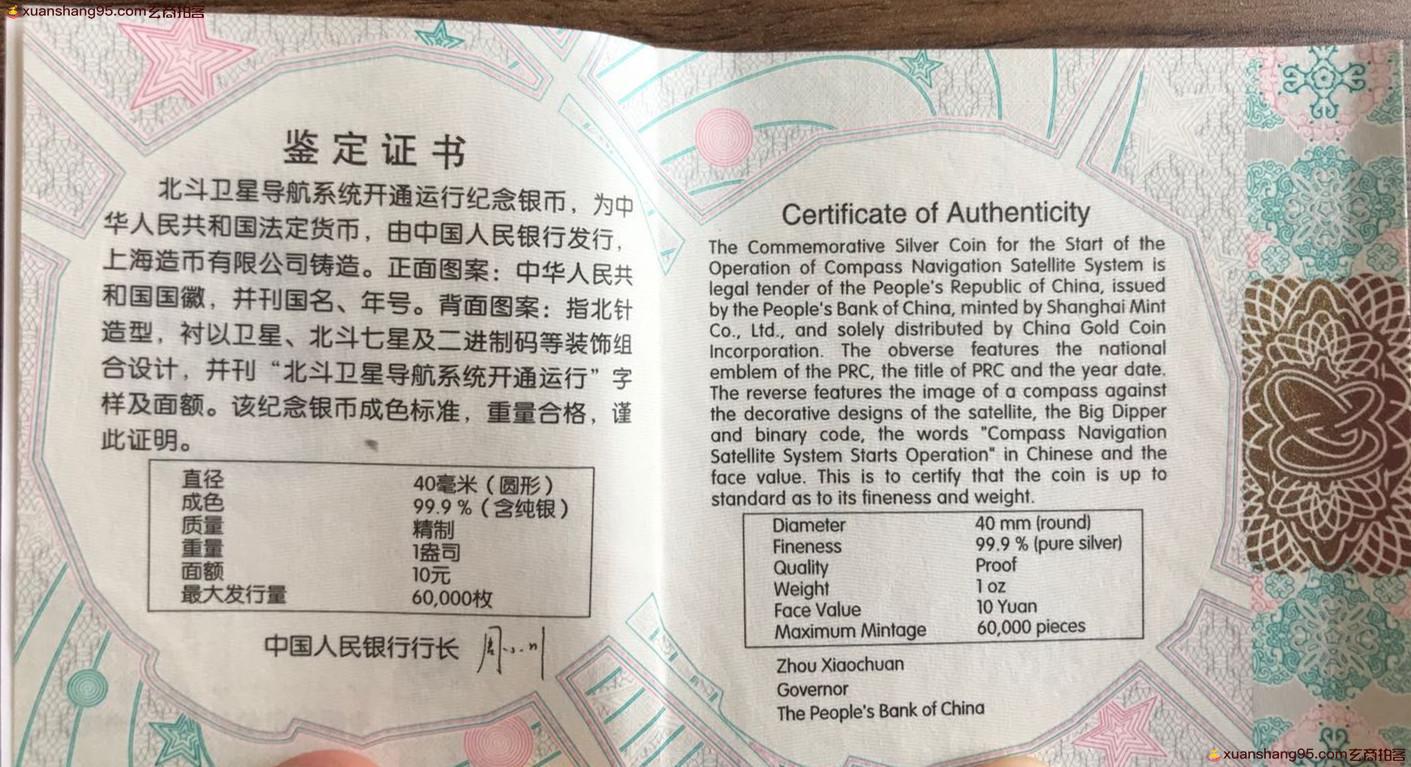 xuanshang95.com玄商拍客
鉴定证书
北斗卫星导航系统开通运行纪念银币，为中
华人民共和国法定货币，由中国人民银行发行，
上海造币有限公司铸造。正面图案：中华人民共
和国国徽，并刊国名、年号。背面图案：指北针
造型，衬以卫星、北斗七星及二进制码等装饰组
合设计，并刊“北斗卫星导航系统开通运行”字
样及面额。该纪念银币成色标准，重量合格，谨
此证明。
直径 40毫米（圆形）
成色 99.9 %（含纯银）
质量 精制
重量 1盎司
面额 10元
最大发行量 60,000枚
中国人民银行行长 周小川
Certificate of Authenticity
The Commemorative Silver Coin for the Start of the
Operation of Compass Navigation Satellite System is
legal tender of the People's Republic of China, issued
by the People's Bank of China, minted by Shanghai Mint
Co., Ltd., and solely distributed by China Gold Coin
Incorporation. The obverse features the national
emblem of the PRC, the title of PRC and the year date.
The reverse features the image of a compass against
the decorative designs of the satellite, the Big Dipper
and binary code, the words "Compass Navigation
Satellite System Starts Operation" in Chinese and the
face value. This is to certify that the coin is up to
standard as to its fineness and weight.
Diameter 40 mm (round)
Fineness 99.9 % (pure silver)
Quality Proof
Weight 1 oz
Face Value 10 Yuan
Maximum Mintage 60,000 pieces
Zhou Xiaochuan
Governor
The People's Bank of China
xuanshang95.com玄商拍客